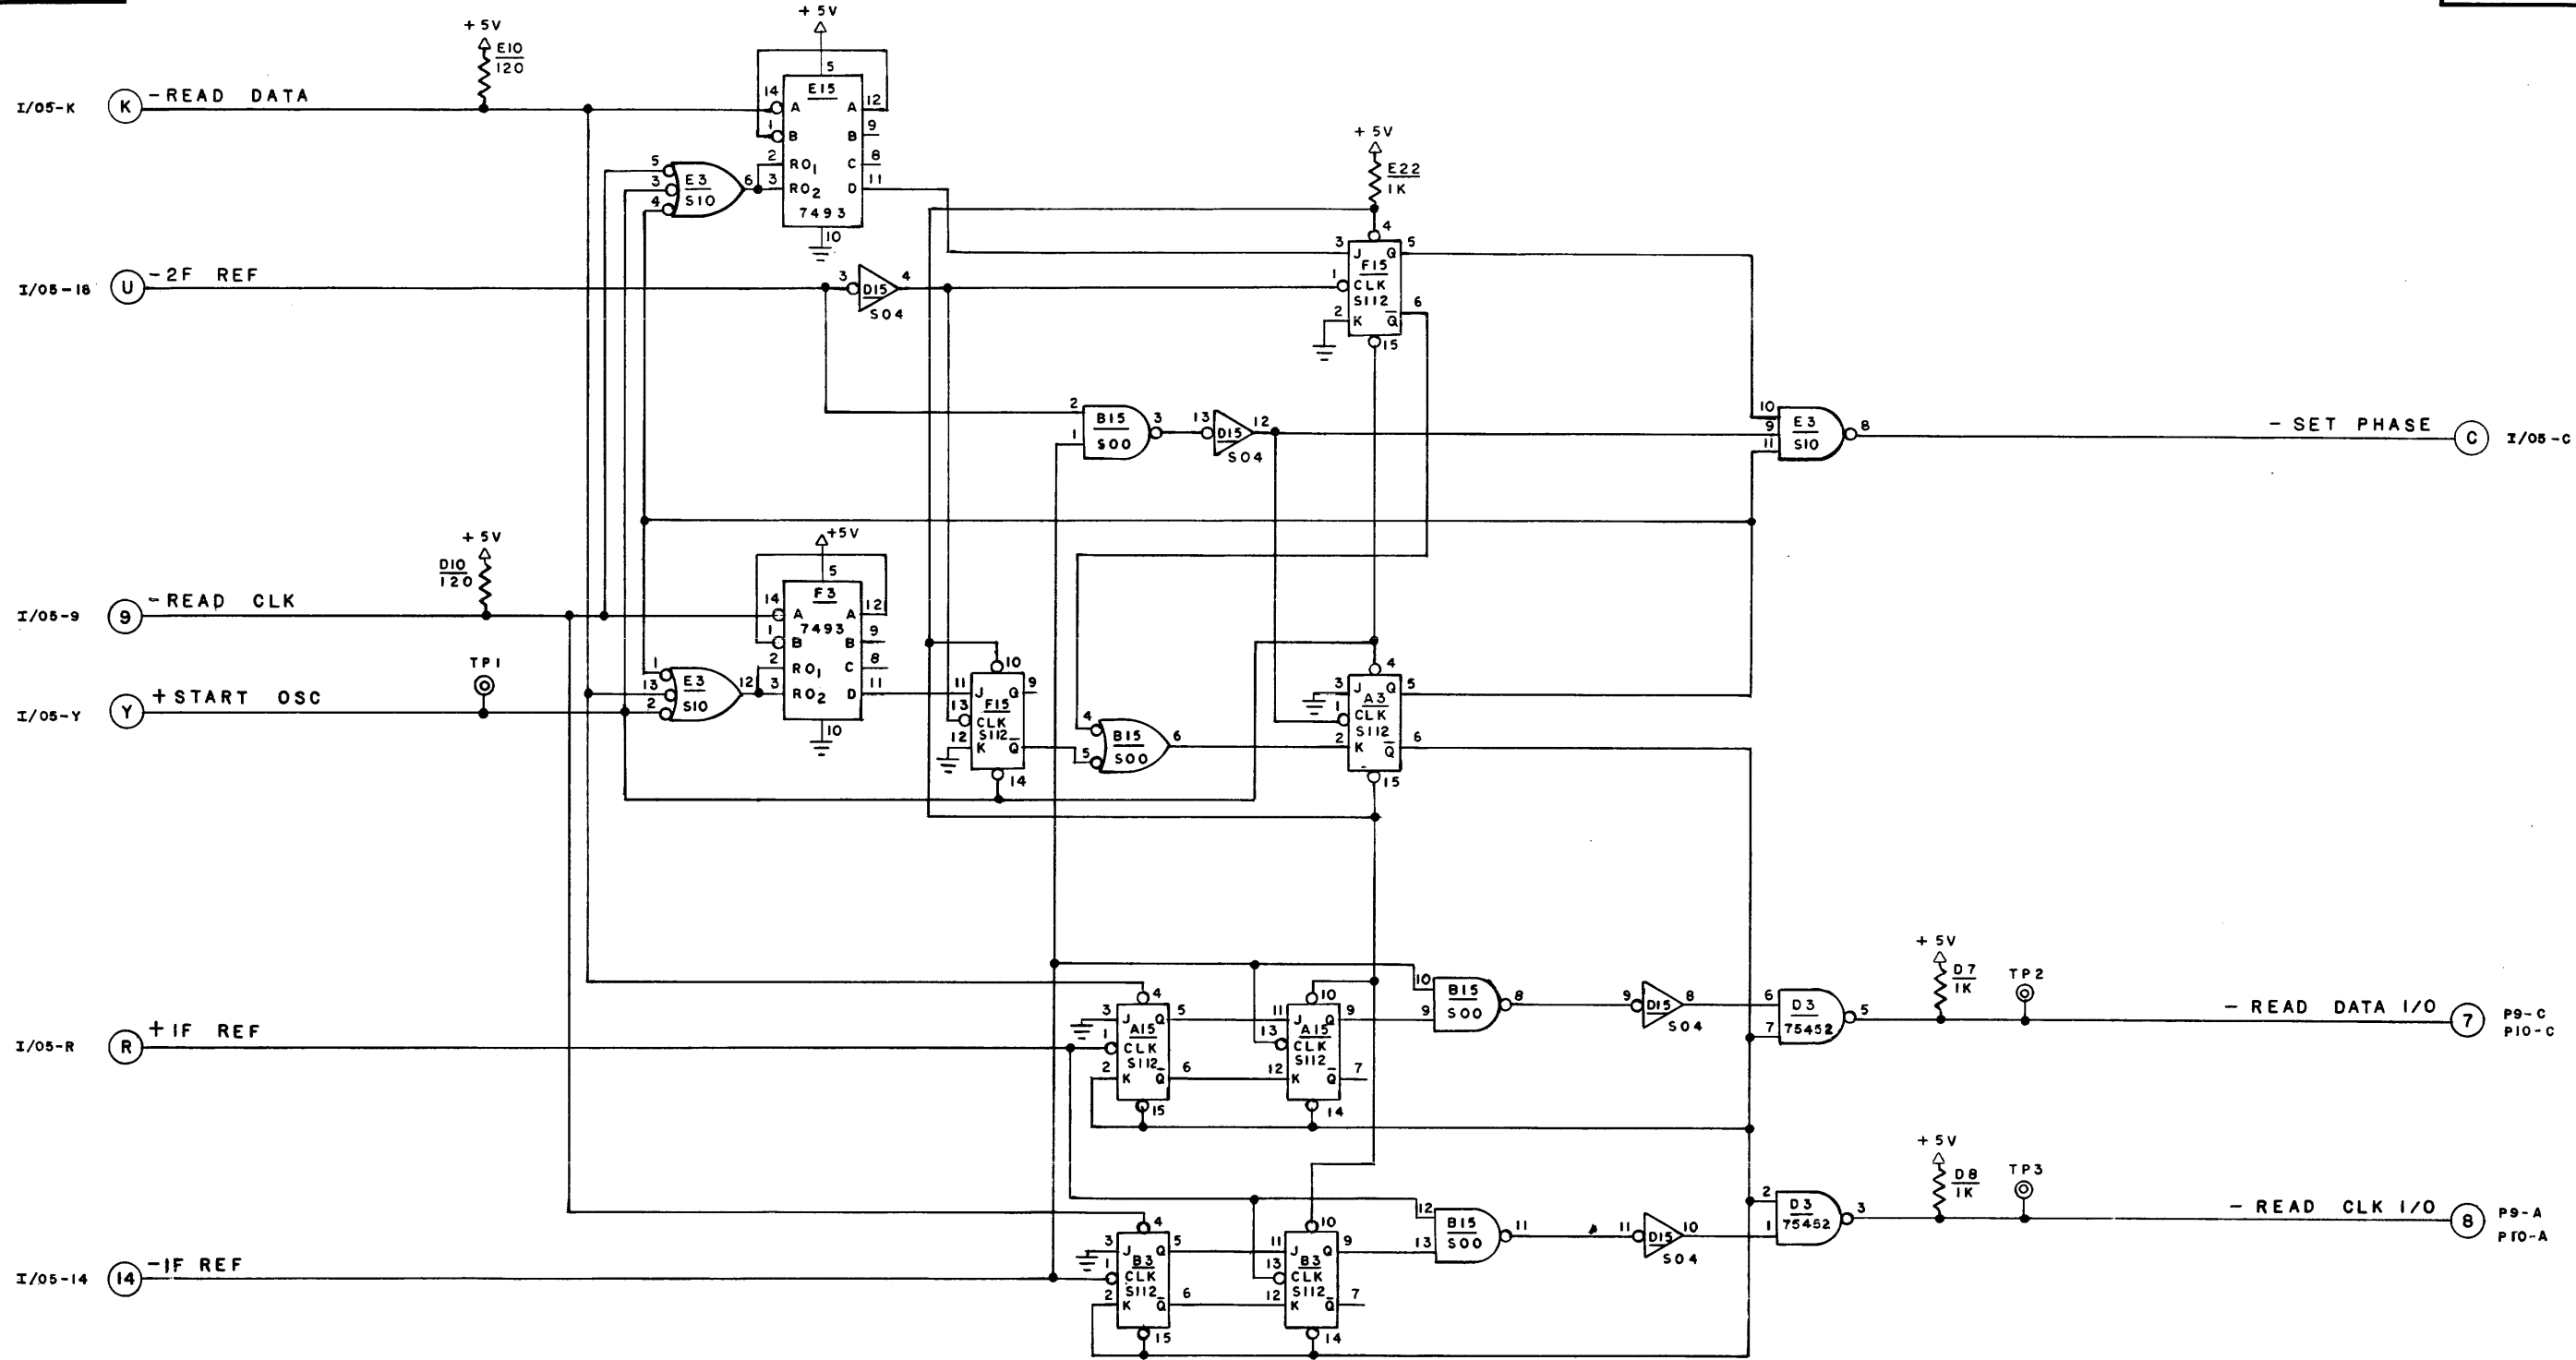 +5V
E10
120
+5V
I/05-K K -READ DATA
14 A E15 A 12
5
1 B B 9
2 RO1 C 8
3 RO2 D 11
7493
10
5
3
4
E3
S10
6
+5V
E22
1K
4
3 J Q 5
F15
1 CLK
S112
2 K Q 6
15
I/05-18 U -2F REF
3 D15 4
S04
2
1
B15
S00
3
13 D15 12
S04
10
9
11
E3
S10
8
-SET PHASE C I/05-C
+5V
D10
120
I/05-9 9 -READ CLK
TP1
I/05-Y Y +START OSC
+5V
5
14 A F3 A 12
7493
1 B B 9
2 RO1 C 8
3 RO2 D 11
10
1
13
2
E3
S10
12
10
11 J Q 9
F15
13 CLK
S112
12 K Q
14
4
5
B15
S00
6
4
3 J Q 5
A3
1 CLK
S112
2 K Q 6
15
I/05-R R +1F REF
4
3 J Q 5
A15
1 CLK
S112
2 K Q 6
15
10
11 J Q 9
A15
13 CLK
S112
12 K Q 7
14
10
9
B15
S00
8
9 D15 8
S04
6
7
D3
75452
5
+5V
D7
1K
TP2
-READ DATA I/O 7 P9-C
P10-C
I/05-14 14 -1F REF
4
3 J Q 5
B3
1 CLK
S112
2 K Q 6
15
10
11 J Q 9
B3
13 CLK
S112
12 K Q 7
14
12
13
B15
S00
11
11 D15 10
S04
2
1
D3
75452
3
+5V
D8
1K
TP3
-READ CLK I/O 8 P9-A
P10-A